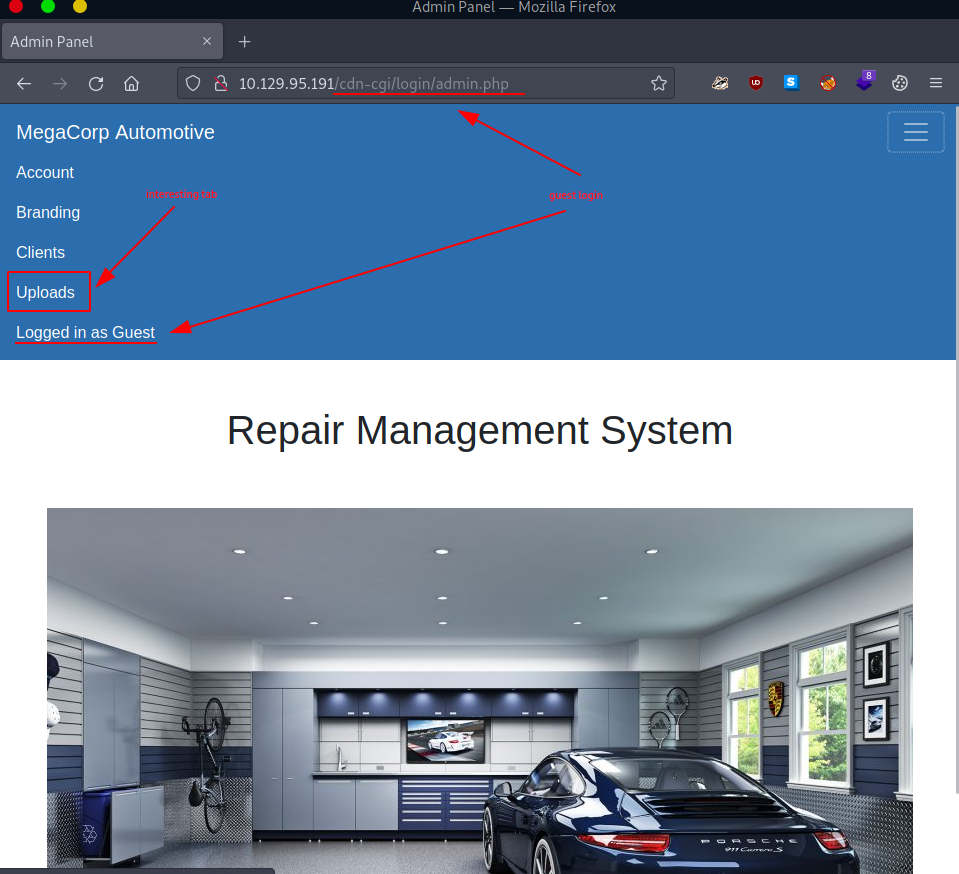 Admin Panel — Mozilla Firefox
Admin Panel
10.129.95.191/cdn-cgi/login/admin.php
8
MegaCorp Automotive
Account
interesting tab
guest login
Branding
Clients
Uploads
Logged in as Guest
Repair Management System
PORSCHE
911 Carrera S